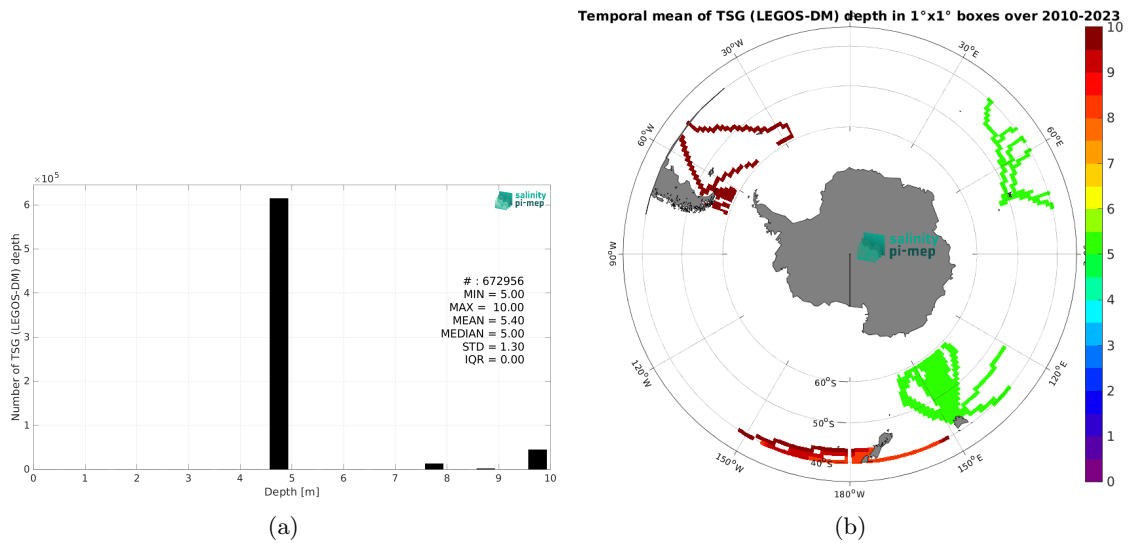 Temporal mean of TSG (LEGOS-DM) depth in 1°x1° boxes over 2010-2023
×10⁵
6
5
4
3
2
1
0
Number of TSG (LEGOS-DM) depth
salinity
pi-mep
# : 672956
MIN = 5.00
MAX = 10.00
MEAN = 5.40
MEDIAN = 5.00
STD = 1.30
IQR = 0.00
0 1 2 3 4 5 6 7 8 9 10
Depth [m]
(a)
30°W
30°E
60°W
60°E
90°W
salinity
pi-mep
120°W
120°E
60°S
50°S
40°S
150°W
150°E
180°W
10
9
8
7
6
5
4
3
2
1
0
(b)